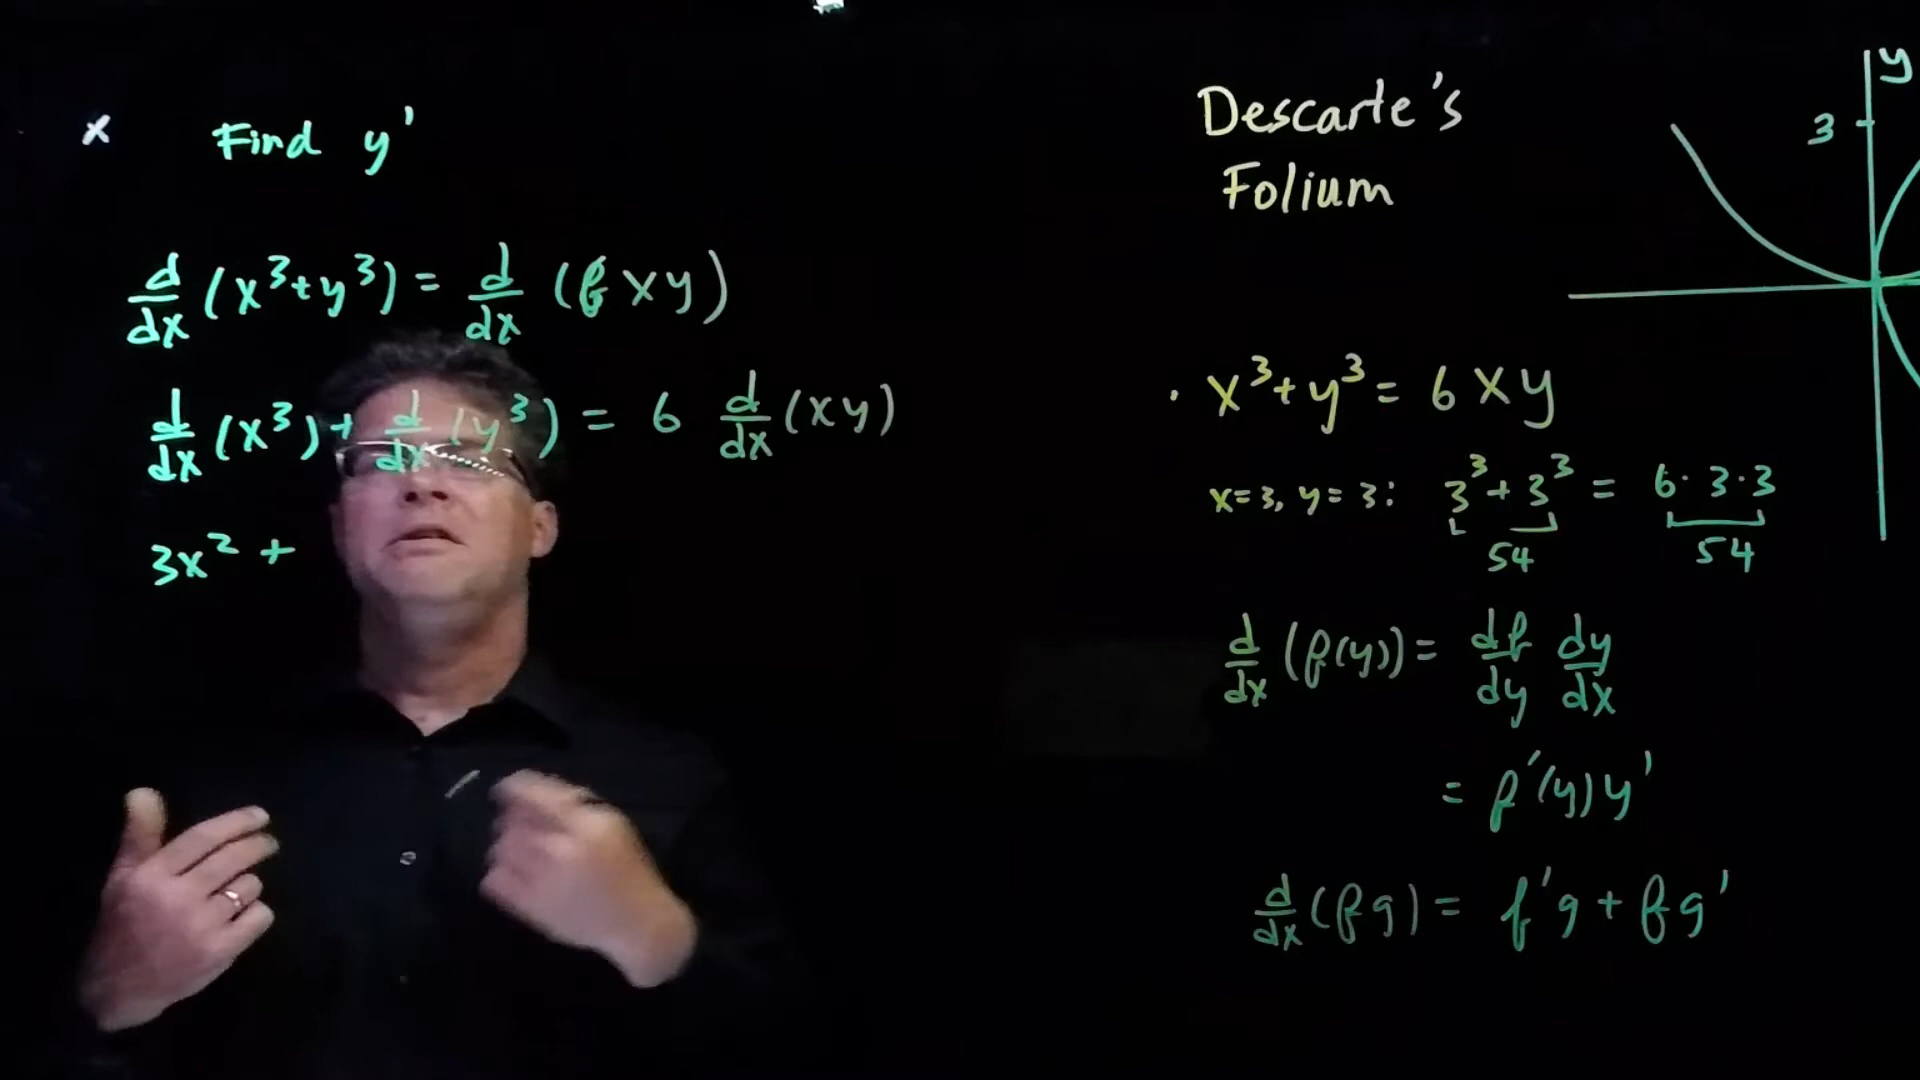 x Find y'
d/dx (x³+y³) = d/dx (6xy)
d/dx (x³) + d/dx (y³) = 6 d/dx (xy)
3x² +
Descarte's
Folium
y
3
· x³+y³ = 6xy
x=3, y=3: 3³+3³ = 6·3·3
54 54
d/dx (f(y)) = df/dy dy/dx
= f'(y) y'
d/dx (fg) = f'g + fg'